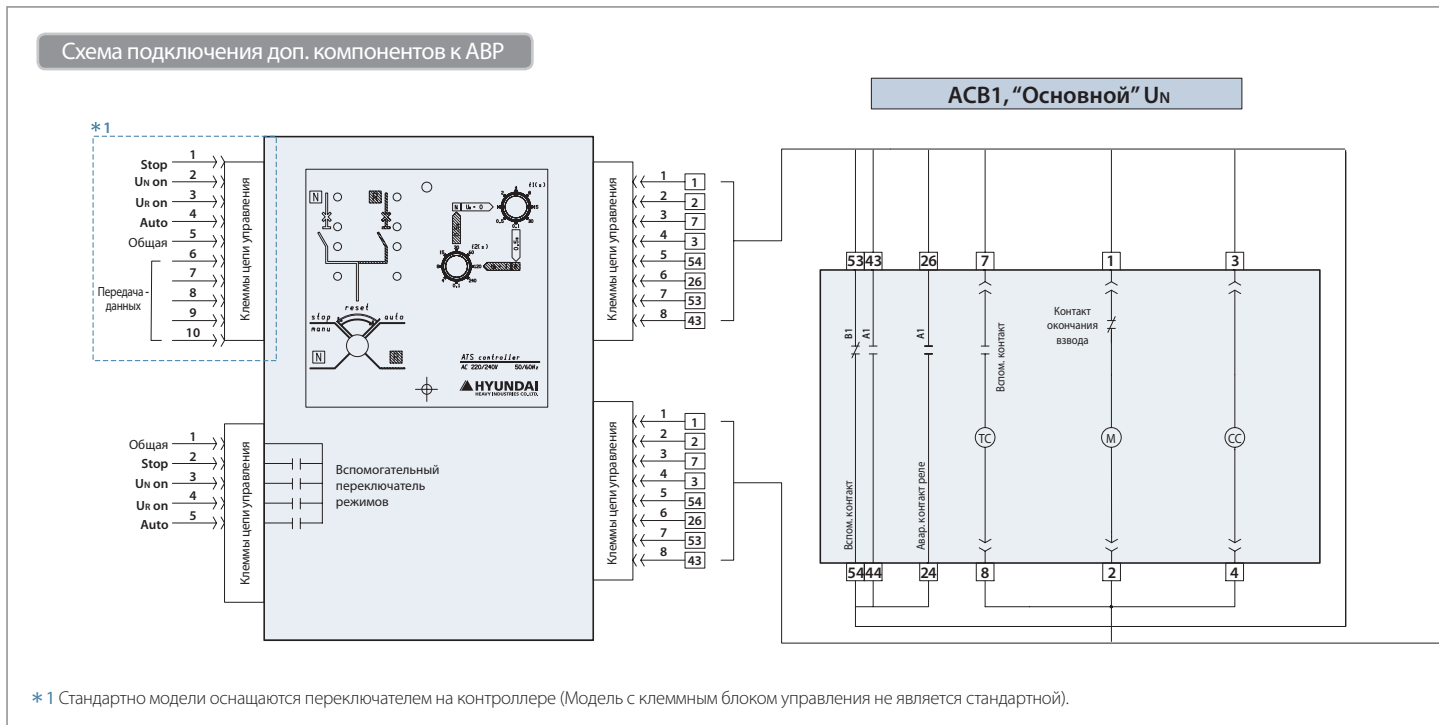 Схема подключения доп. компонентов к АВР
ACB1, “Основной” UN
*1
Stop 1
UN on 2
UR on 3
Auto 4
Общая 5
6
7
8
9
10
Передача -
данных
Клеммы цепи управления
N
R
t1(s)
N UN = 0
0,5s
t2(s)
stop
reset
auto
manu
N
R
ATS controller
AC 220/240V 50/60Hz
HYUNDAI
HEAVY INDUSTRIES CO.,LTD.
Клеммы цепи управления
1 1
2 2
3 7
4 3
5 54
6 26
7 53
8 43
Общая 1
Stop 2
UN on 3
UR on 4
Auto 5
Клеммы цепи управления
Вспомогательный
переключатель
режимов
Клеммы цепи управления
1 1
2 2
3 7
4 3
5 54
6 26
7 53
8 43
53 43 26 7 1 3
B1
A1
A1
Вспом. контакт
Контакт
окончания
взвода
TC
M
CC
Вспом. контакт
Авар. контакт реле
54 44 24 8 2 4
*1 Стандартно модели оснащаются переключателем на контроллере (Модель с клеммным блоком управления не является стандартной).